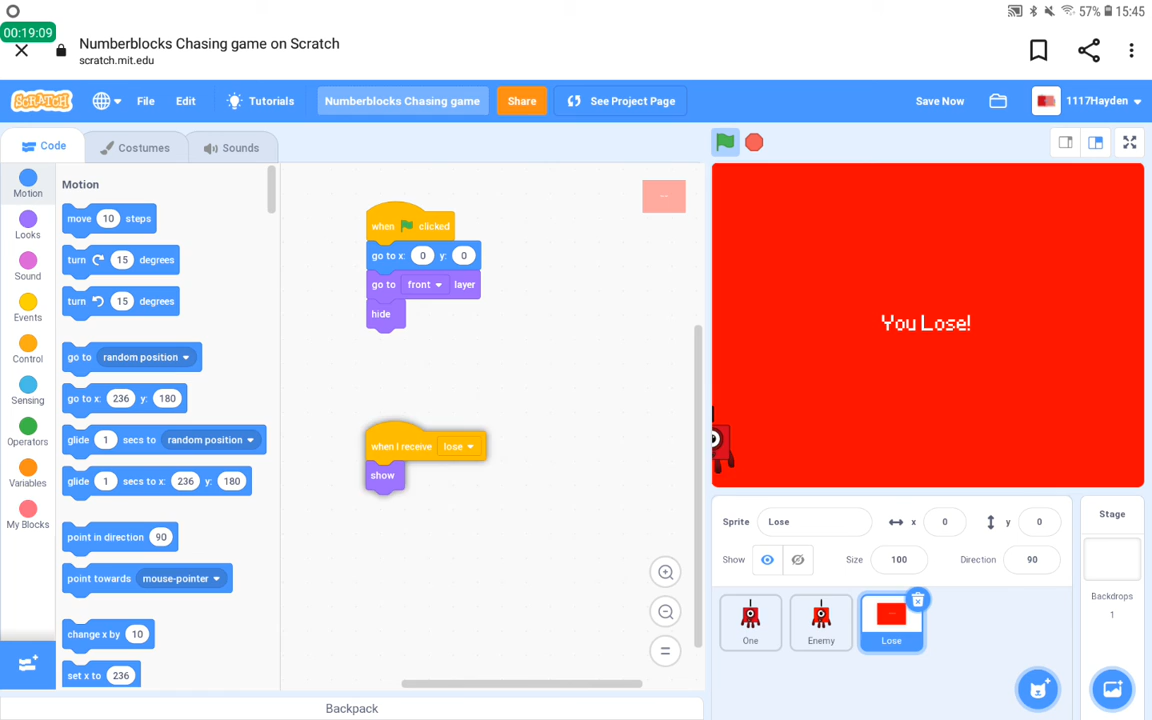 57% 15:45
00:19:09
Numberblocks Chasing game on Scratch
scratch.mit.edu
SCRATCH File Edit Tutorials Numberblocks Chasing game Share See Project Page Save Now 1117Hayden
Code Costumes Sounds
Motion
Looks
Sound
Events
Control
Sensing
Operators
Variables
My Blocks
Motion
move 10 steps
turn 15 degrees
turn 15 degrees
go to random position
go to x: 236 y: 180
glide 1 secs to random position
glide 1 secs to x: 236 y: 180
point in direction 90
point towards mouse-pointer
change x by 10
set x to 236
when clicked
go to x: 0 y: 0
go to front layer
hide
when I receive lose
show
You Lose!
Sprite Lose x 0 y 0
Show Size 100 Direction 90
One Enemy Lose
Stage
Backdrops
1
Backpack